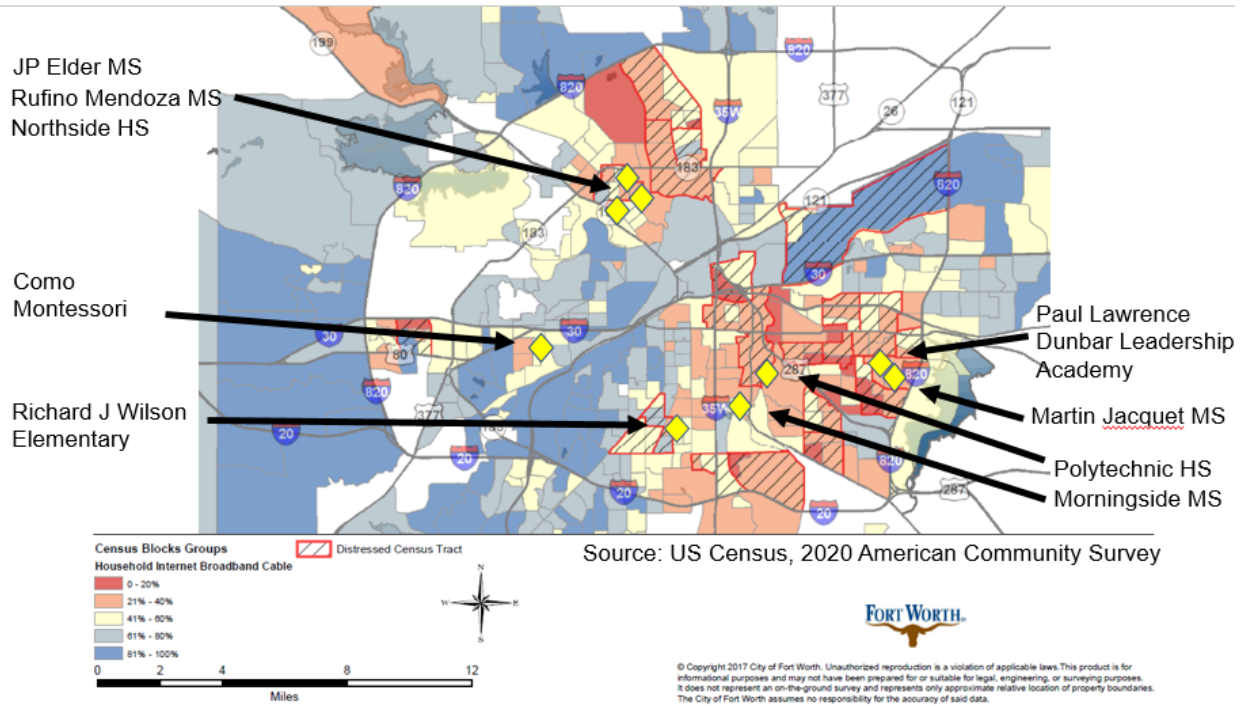 JP Elder MS
Rufino Mendoza MS
Northside HS
Como
Montessori
Richard J Wilson
Elementary
Paul Lawrence
Dunbar Leadership
Academy
Martin Jacquet MS
Polytechnic HS
Morningside MS
199
820
820
377
26
121
35W
183
820
820
121
183
30
30
30
80
820
287
820
35W
377
20
20
820
287
20
20
Census Blocks Groups
Distressed Census Tract
Household Internet Broadband Cable
0 - 20%
21% - 40%
41% - 60%
61% - 80%
81% - 100%
N
W
E
S
0 2 4 8 12
Miles
Source: US Census, 2020 American Community Survey
FORT WORTH®
© Copyright 2017 City of Fort Worth. Unauthorized reproduction is a violation of applicable laws.This product is for
informational purposes and may not have been prepared for or suitable for legal, engineering, or surveying purposes.
It does not represent an on-the-ground survey and represents only approximate relative location of property boundaries.
The City of Fort Worth assumes no responsibility for the accuracy of said data.